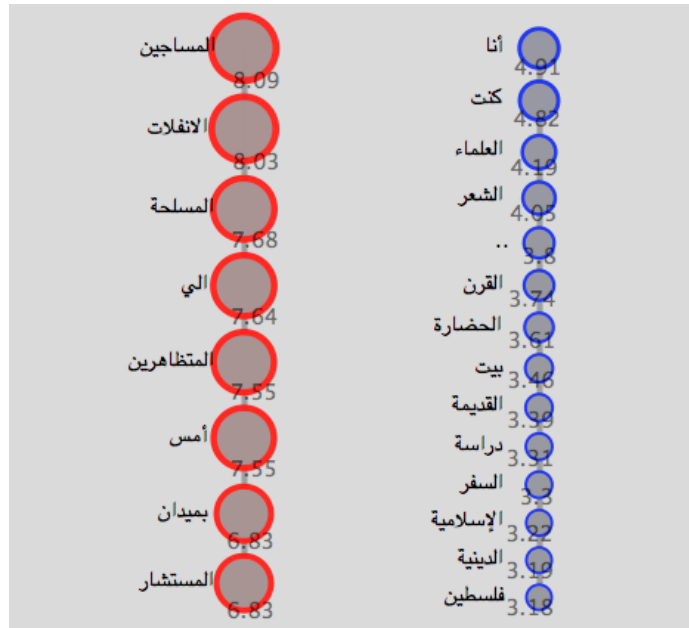 المساجين
8.09
الانفلات
8.03
المسلحة
7.68
الي
7.64
المتظاهرين
7.55
أمس
7.55
بميدان
6.83
المستشار
6.83
أنا
4.91
كنت
4.82
العلماء
4.19
الشعر
4.05
..
3.8
القرن
3.74
الحضارة
3.61
بيت
3.46
القديمة
3.39
دراسة
3.31
السفر
3.3
الإسلامية
3.22
الدينية
3.19
فلسطين
3.18